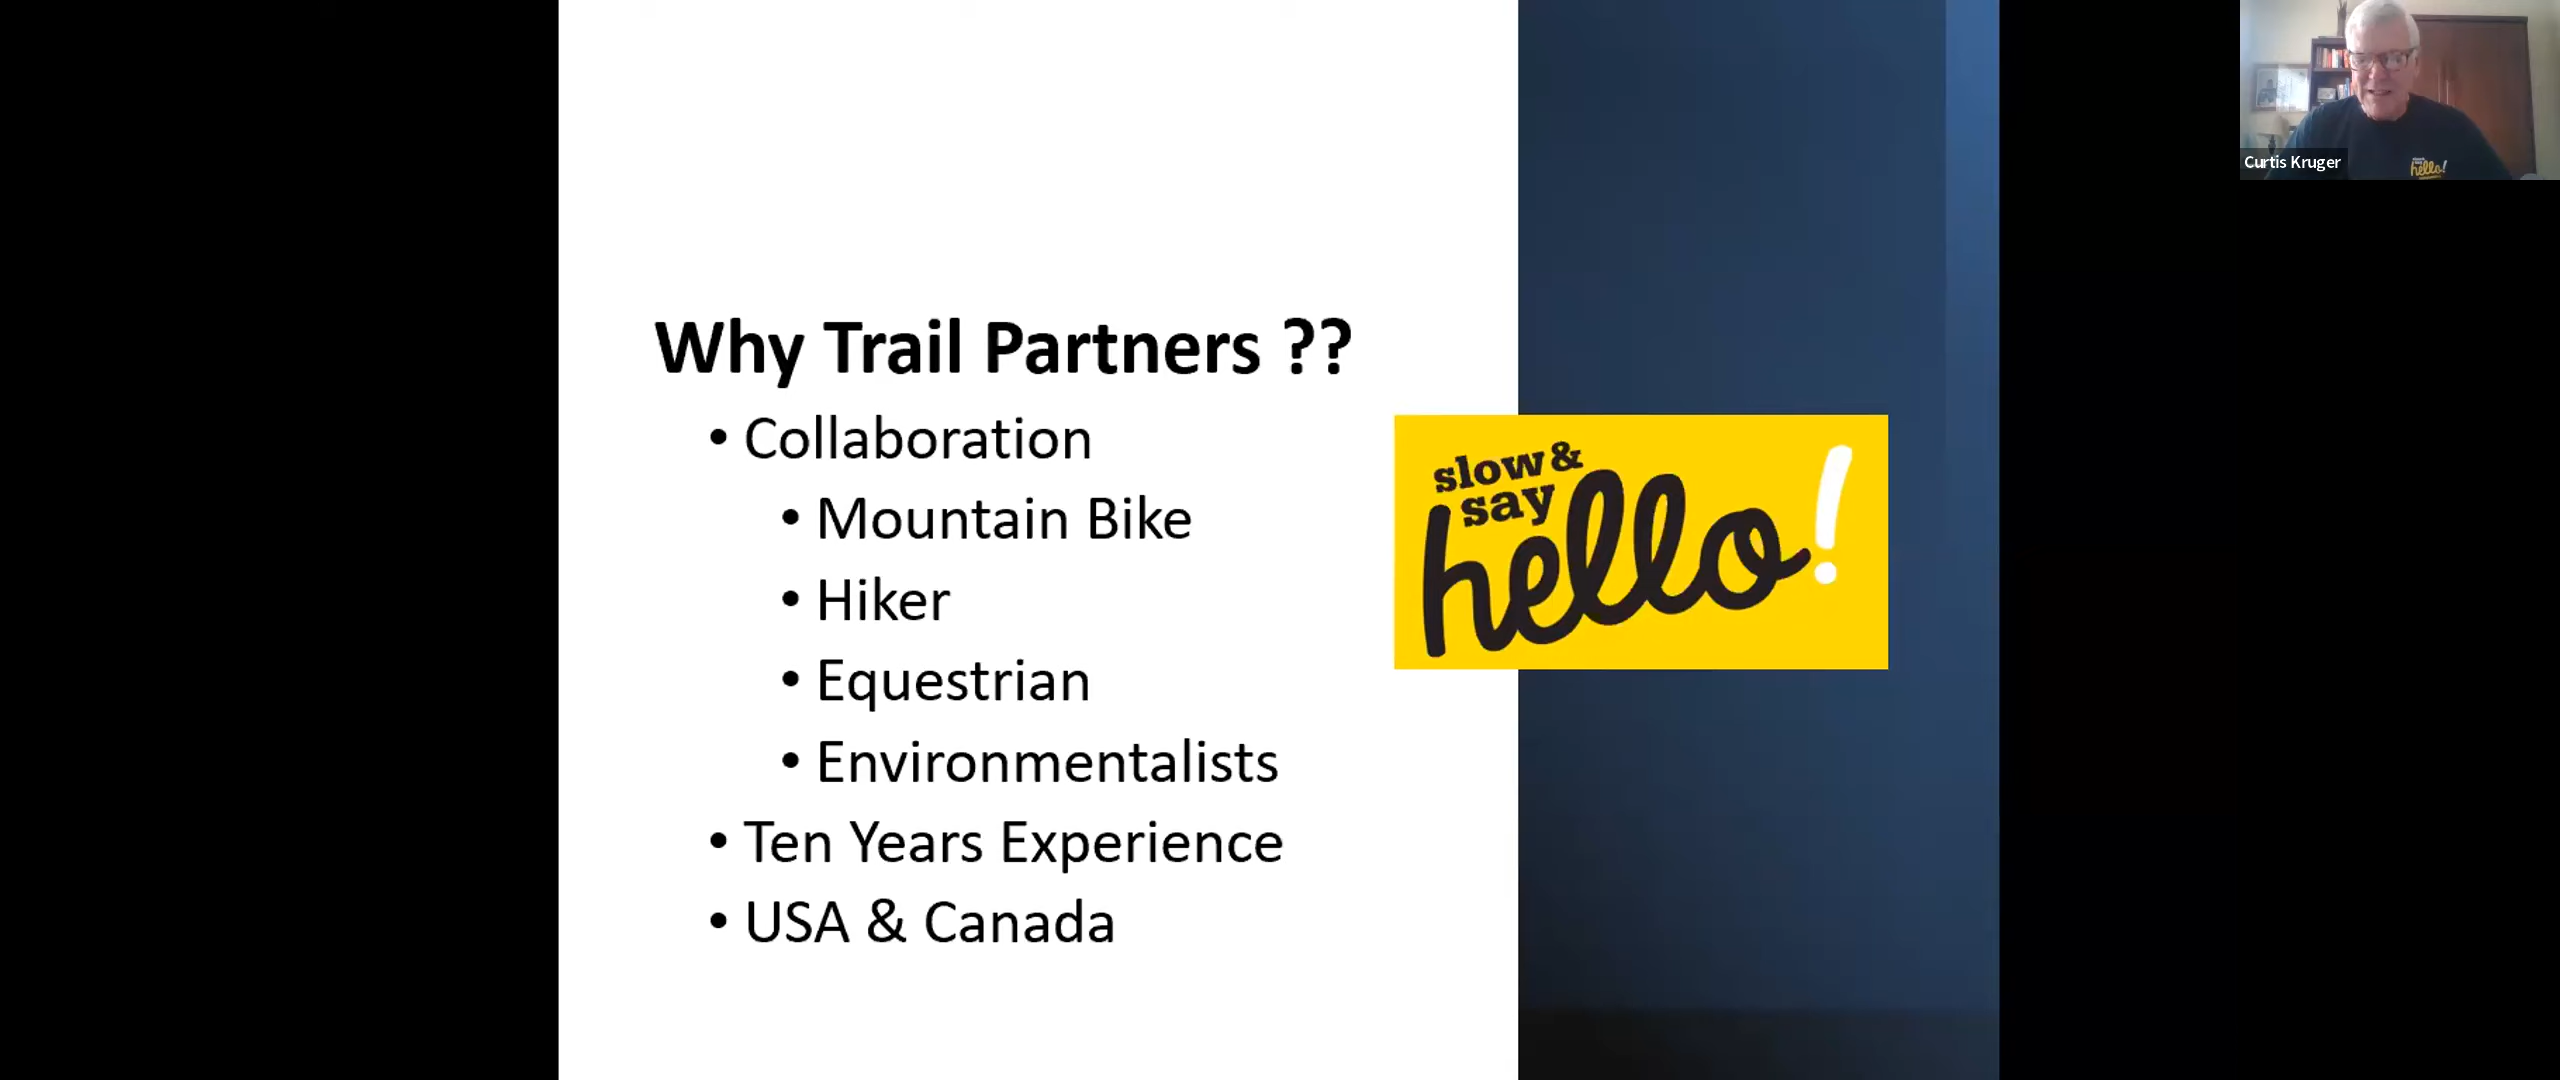 Why Trail Partners ??
• Collaboration
• Mountain Bike
• Hiker
• Equestrian
• Environmentalists
• Ten Years Experience
• USA & Canada
slow &
say
hello!
Curtis Kruger
hello!